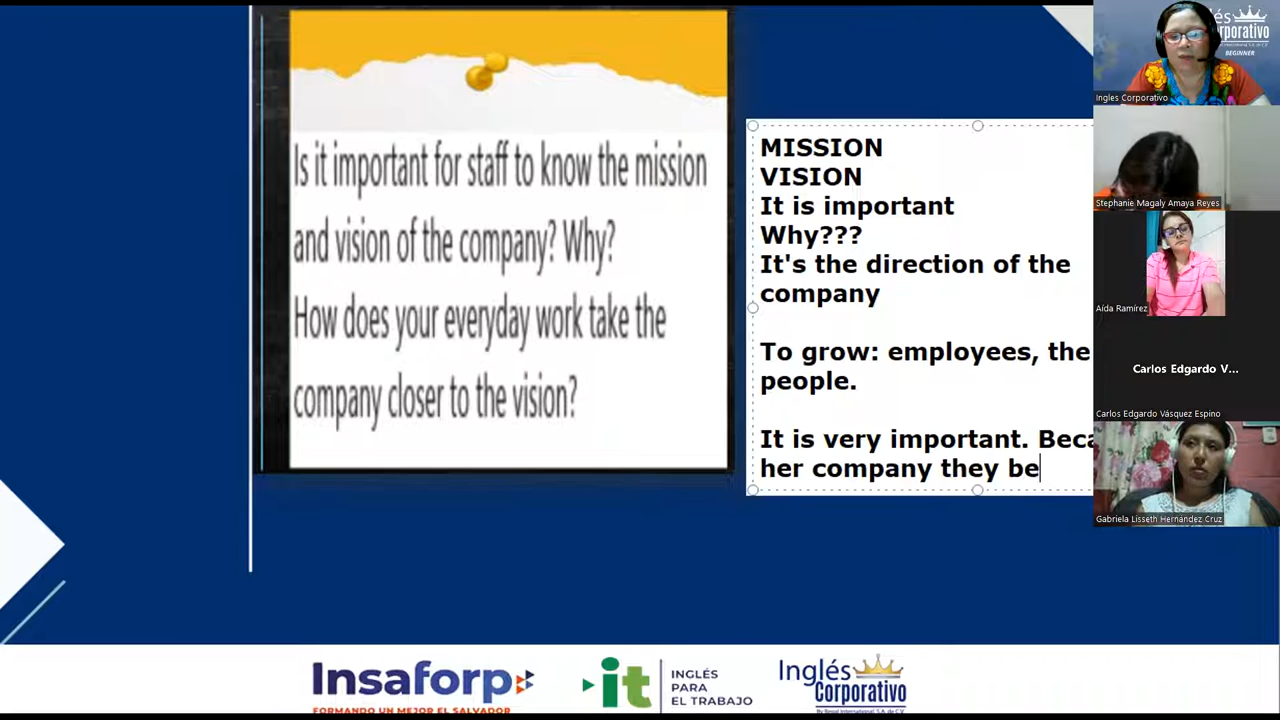 Is it important for staff to know the mission
and vision of the company? Why?
How does your everyday work take the
company closer to the vision?
MISSION
VISION
It is important
Why???
It's the direction of the
company
To grow: employees, the
people.
It is very important. Beca
her company they be
Inglés Corporativo
BEGINNER
Ingles Corporativo
Stephanie Magaly Amaya Reyes
Aída Ramírez
Carlos Edgardo V...
Carlos Edgardo Vásquez Espino
Gabriela Lisseth Hernández Cruz
Insaforp
FORMANDO UN MEJOR EL SALVADOR
it
INGLÉS
PARA
EL TRABAJO
Inglés
Corporativo
By Regal International, S.A. de C.V.